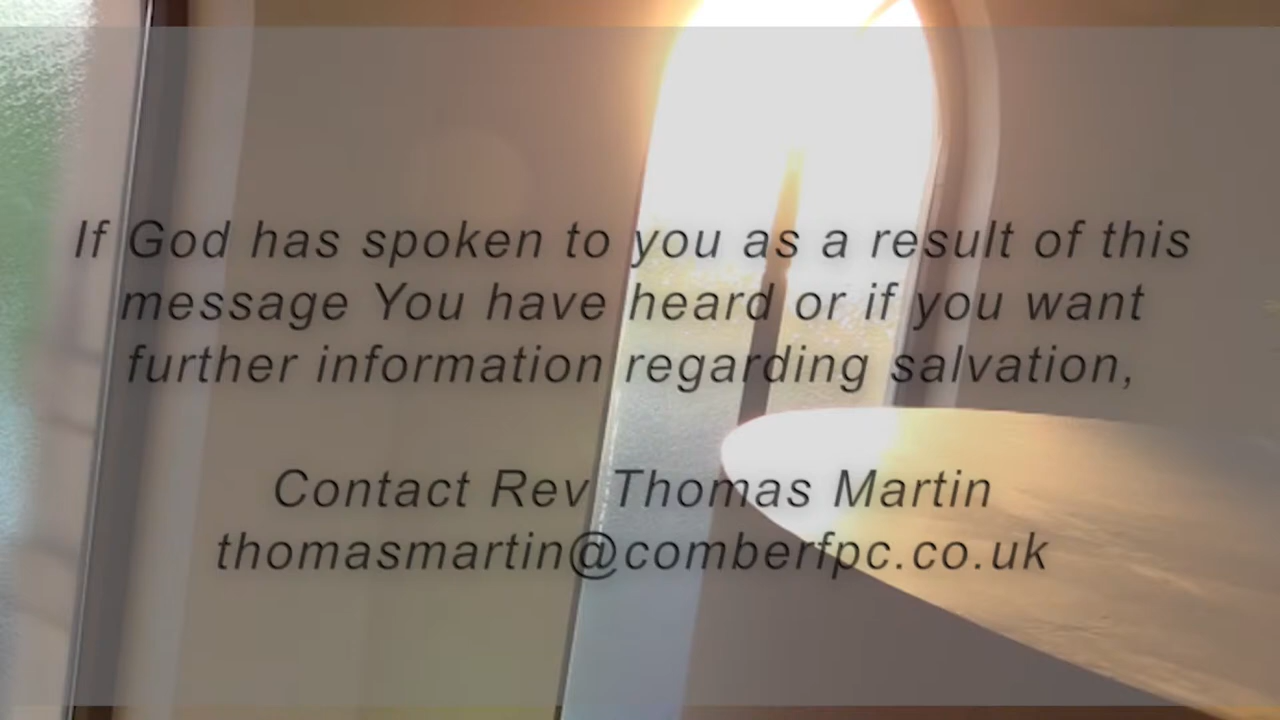 If God has spoken to you as a result of this
message You have heard or if you want
further information regarding salvation,
Contact Rev Thomas Martin
thomasmartin@comberfpc.co.uk